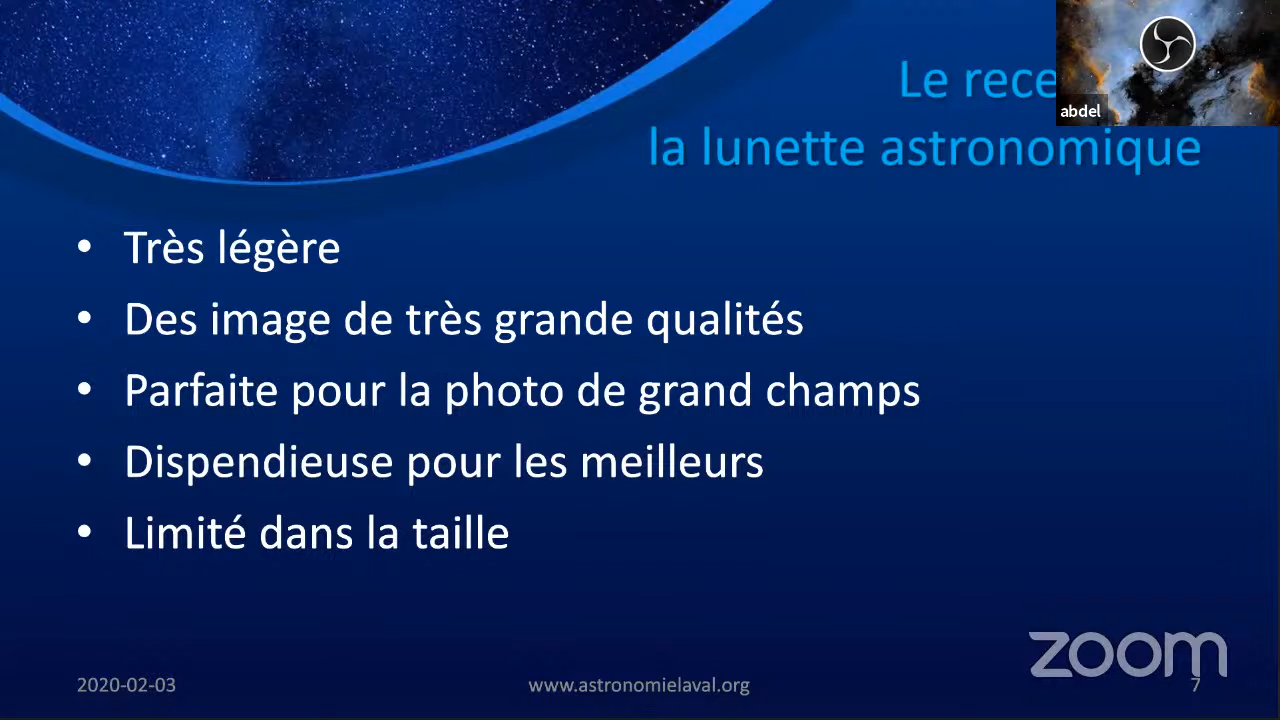 Le
la lunette astronomique
abdel
• Très légère
• Des image de très grande qualités
• Parfaite pour la photo de grand champs
• Dispendieuse pour les meilleurs
• Limité dans la taille
zoom
2020-02-03 www.astronomielaval.org 7